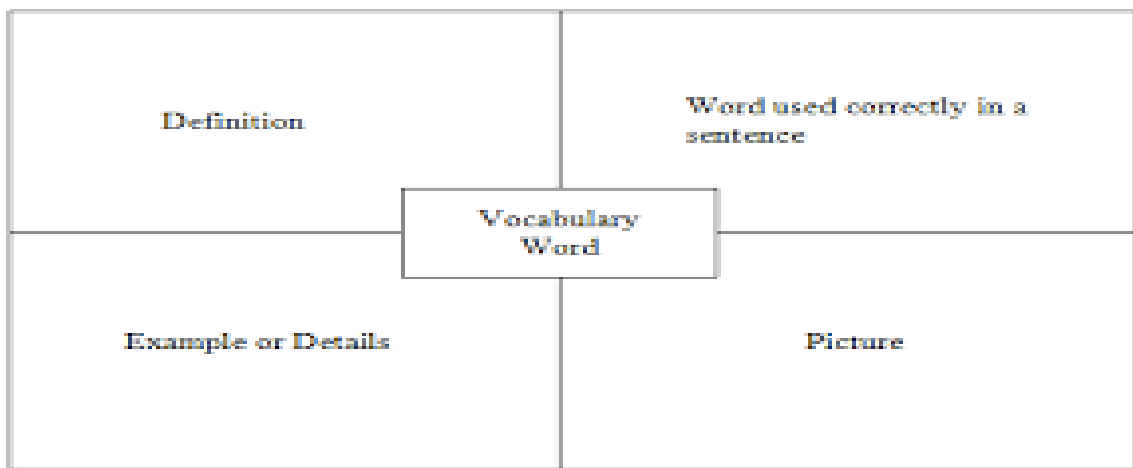 Definition
Word used correctly in a
sentence
Vocabulary
Word
Example or Details
Picture